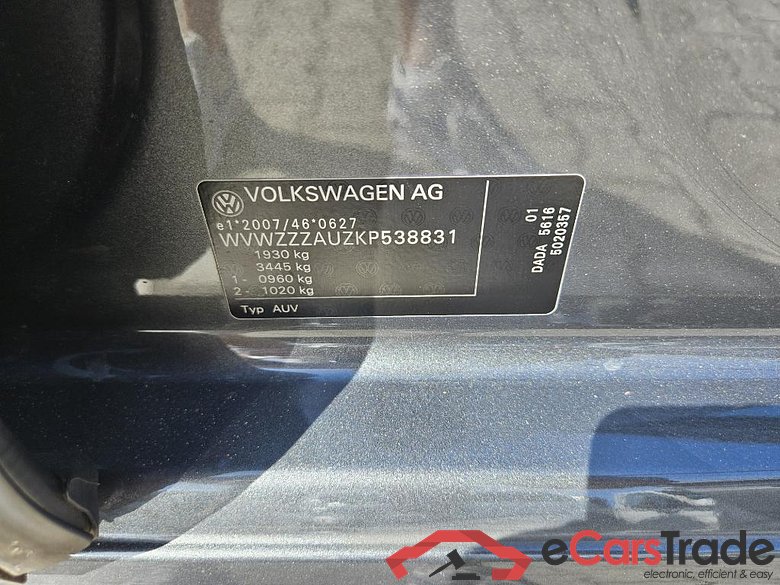 VOLKSWAGEN AG
e1*2007/46*0627
WVWZZZAUZKP538831
1930 kg
3445 kg
1- 0960 kg
2- 1020 kg
Typ AUV
01
DADA 5616
5020357
eCarsTrade
electronic, efficient & easy